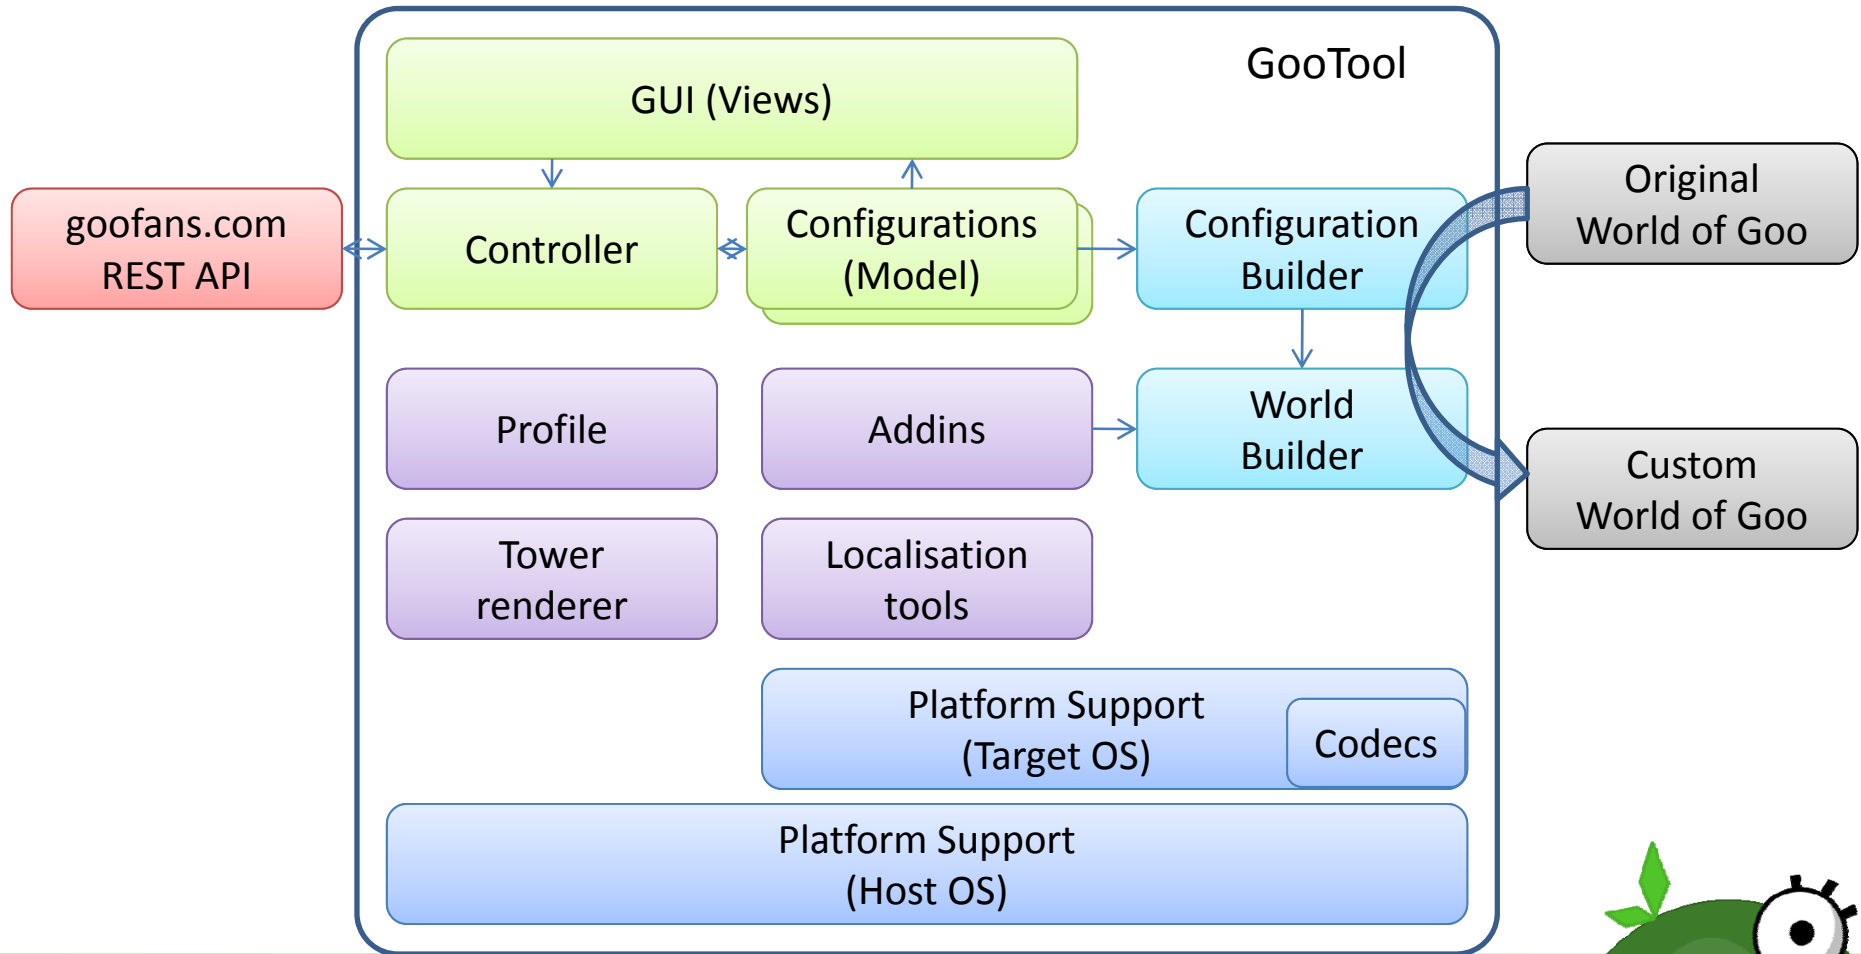 GooTool
GUI (Views)
goofans.com
REST API
Controller
Configurations
(Model)
Configuration
Builder
Original
World of Goo
Profile
Addins
World
Builder
Custom
World of Goo
Tower
renderer
Localisation
tools
Platform Support
(Target OS)
Codecs
Platform Support
(Host OS)